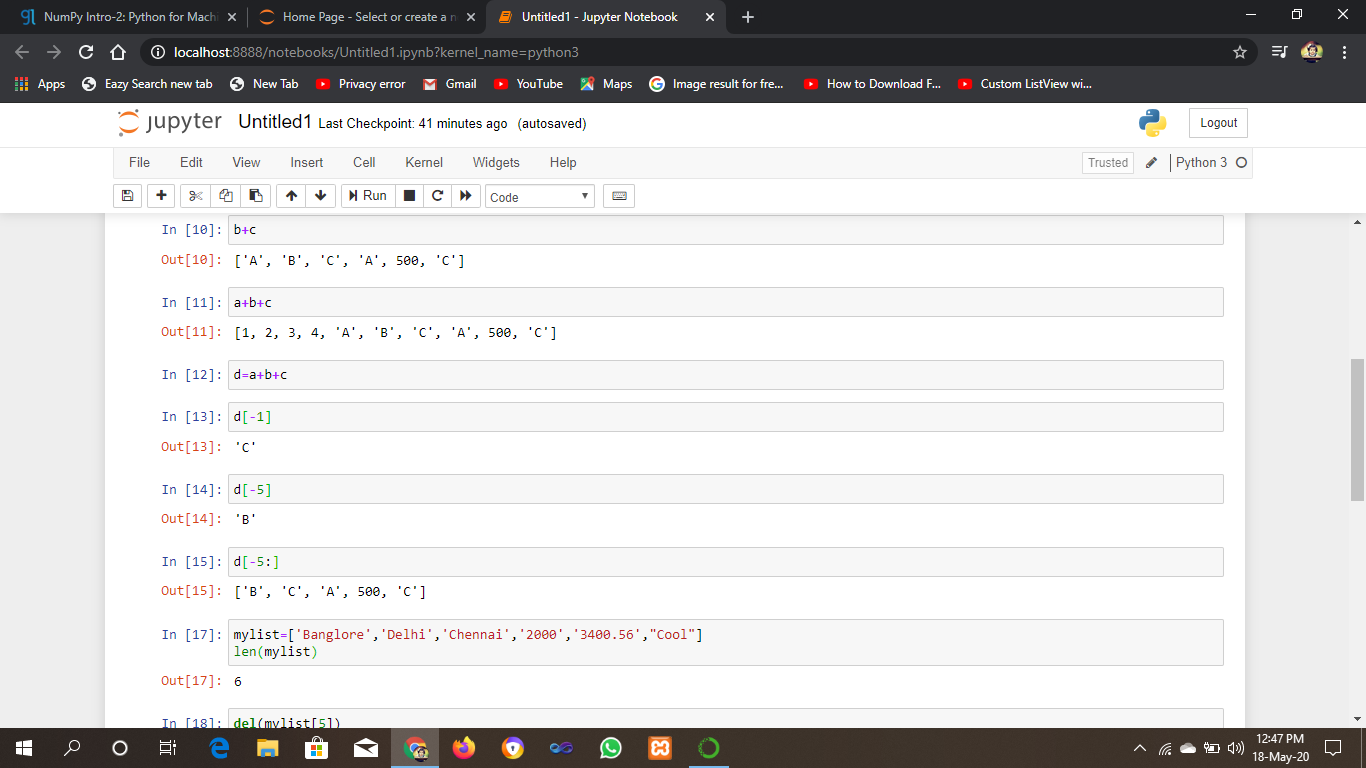 NumPy Intro-2: Python for Machi
Home Page - Select or create a n
Untitled1 - Jupyter Notebook
localhost:8888/notebooks/Untitled1.ipynb?kernel_name=python3
Apps
Eazy Search new tab
New Tab
Privacy error
Gmail
YouTube
Maps
Image result for fre...
How to Download F...
Custom ListView wi...
jupyter Untitled1 Last Checkpoint: 41 minutes ago (autosaved)
Logout
File Edit View Insert Cell Kernel Widgets Help
Trusted
Python 3
Run
Code
In [10]: b+c
Out[10]: ['A', 'B', 'C', 'A', 500, 'C']
In [11]: a+b+c
Out[11]: [1, 2, 3, 4, 'A', 'B', 'C', 'A', 500, 'C']
In [12]: d=a+b+c
In [13]: d[-1]
Out[13]: 'C'
In [14]: d[-5]
Out[14]: 'B'
In [15]: d[-5:]
Out[15]: ['B', 'C', 'A', 500, 'C']
In [17]: mylist=['Banglore','Delhi','Chennai','2000','3400.56',"Cool"]
len(mylist)
Out[17]: 6
In [18]: del(mylist[5])
12:47 PM
18-May-20